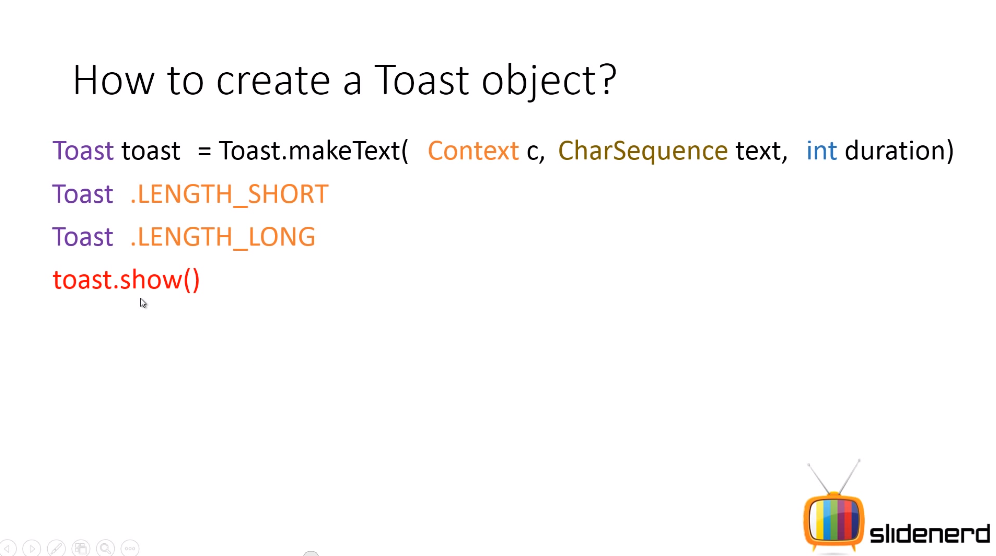 How to create a Toast object?
Toast toast = Toast.makeText( Context c, CharSequence text, int duration)
Toast .LENGTH_SHORT
Toast .LENGTH_LONG
toast.show()
slidenerd